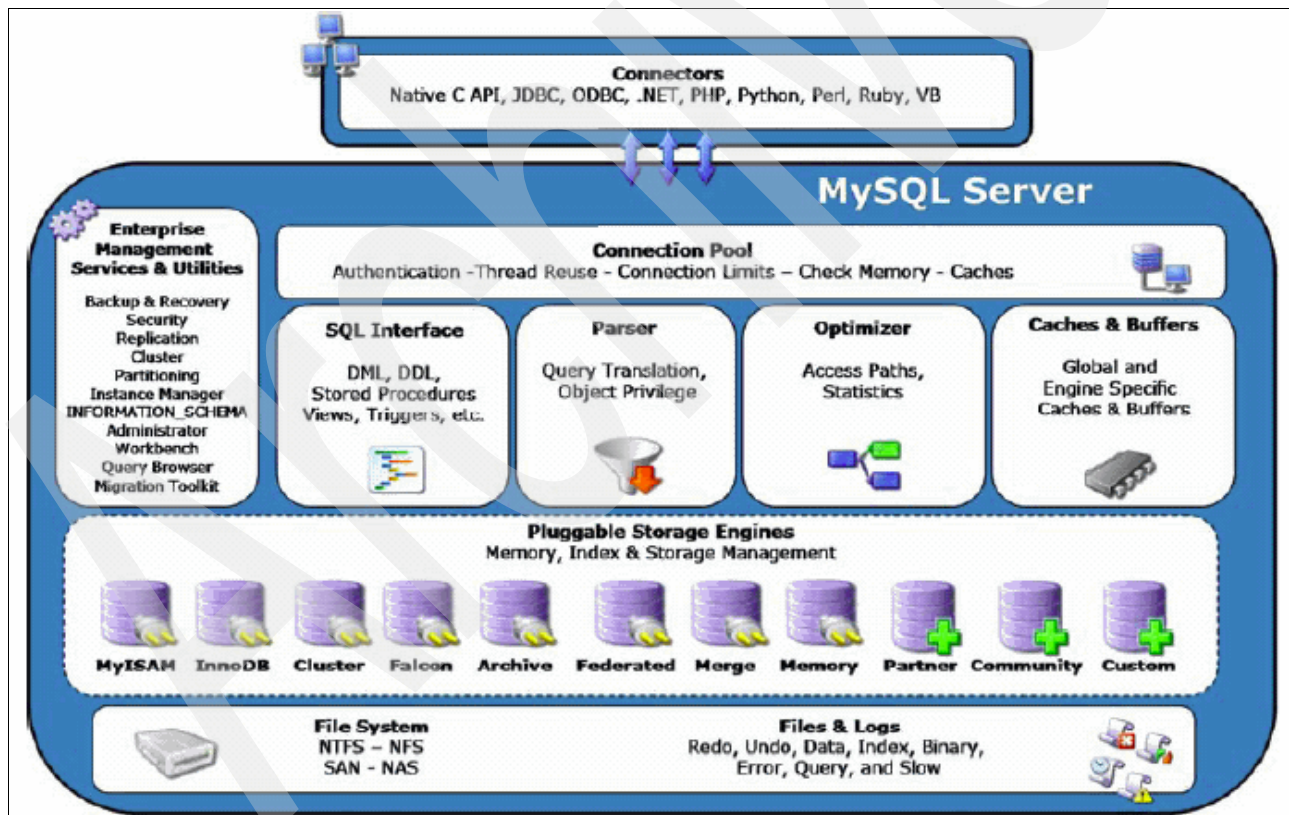 Connectors
Native C API, JDBC, ODBC, .NET, PHP, Python, Perl, Ruby, VB
MySQL Server
Enterprise
Management
Services & Utilities
Backup & Recovery
Security
Replication
Cluster
Partitioning
Instance Manager
INFORMATION_SCHEMA
Administrator
Workbench
Query Browser
Migration Toolkit
Connection Pool
Authentication -Thread Reuse - Connection Limits – Check Memory - Caches
SQL Interface
DML, DDL,
Stored Procedures
Views, Triggers, etc.
Parser
Query Translation,
Object Privilege
Optimizer
Access Paths,
Statistics
Caches & Buffers
Global and
Engine Specific
Caches & Buffers
Pluggable Storage Engines
Memory, Index & Storage Management
MyISAM InnoDB Cluster Falcon Archive Federated Merge Memory Partner Community Custom
File System
NTFS – NFS
SAN - NAS
Files & Logs
Redo, Undo, Data, Index, Binary,
Error, Query, and Slow